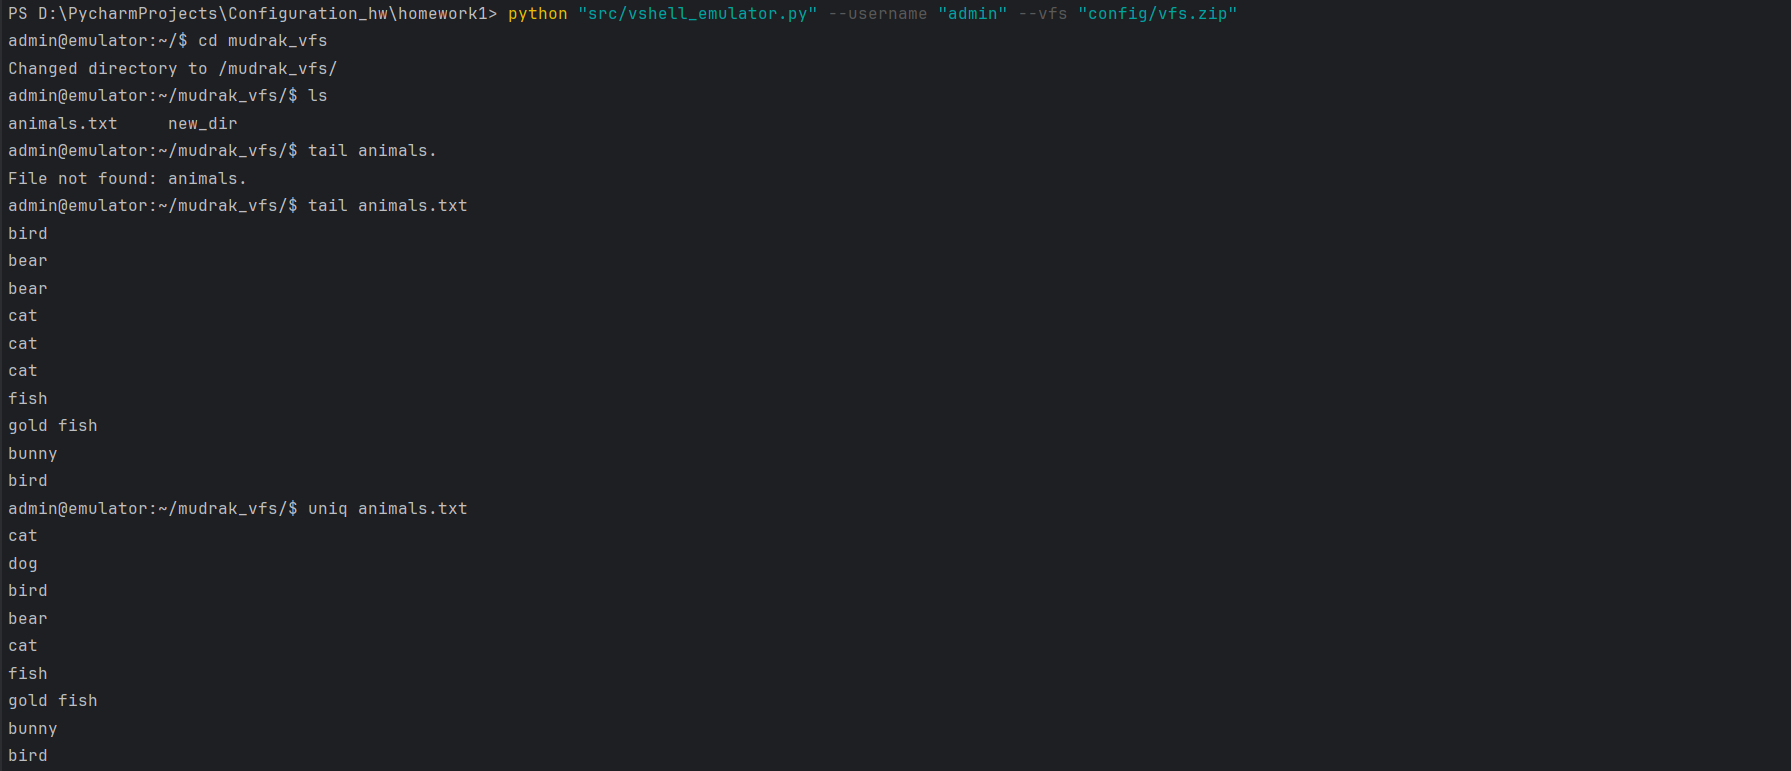 PS D:\PycharmProjects\Configuration_hw\homework1> python "src/vshell_emulator.py" --username "admin" --vfs "config/vfs.zip"
admin@emulator:~/$ cd mudrak_vfs
Changed directory to /mudrak_vfs/
admin@emulator:~/mudrak_vfs/$ ls
animals.txt     new_dir
admin@emulator:~/mudrak_vfs/$ tail animals.
File not found: animals.
admin@emulator:~/mudrak_vfs/$ tail animals.txt
bird
bear
bear
cat
cat
cat
fish
gold fish
bunny
bird
admin@emulator:~/mudrak_vfs/$ uniq animals.txt
cat
dog
bird
bear
cat
fish
gold fish
bunny
bird